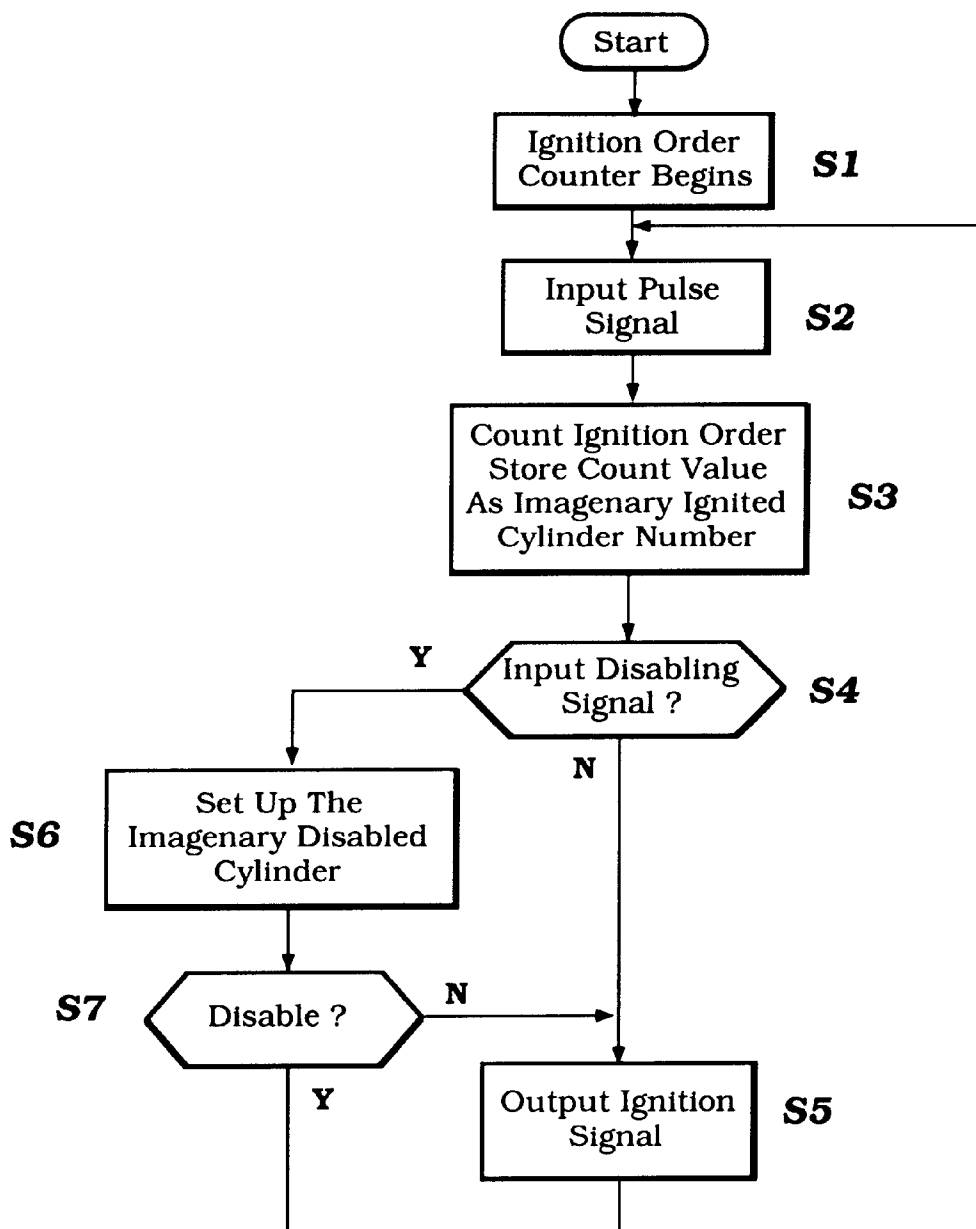 Start
Ignition Order
Counter Begins
S1
Input Pulse
Signal
S2
Count Ignition Order
Store Count Value
As Imagenary Ignited
Cylinder Number
S3
Y
Input Disabling
Signal ?
S4
N
S6
Set Up The
Imagenary Disabled
Cylinder
S7
Disable ?
N
Y
Output Ignition
Signal
S5